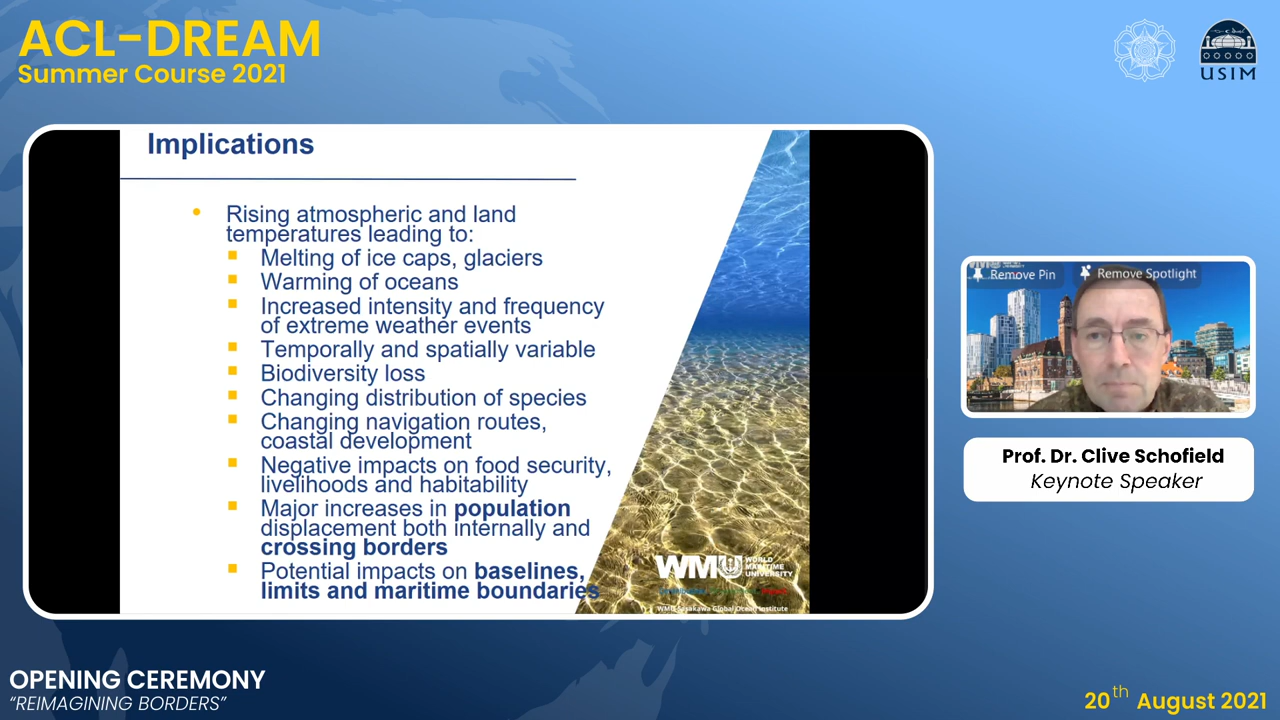 ACL-DREAM
Summer Course 2021
USIM
Implications
Rising atmospheric and land
temperatures leading to:
Melting of ice caps, glaciers
Warming of oceans
Increased intensity and frequency
of extreme weather events
Temporally and spatially variable
Biodiversity loss
Changing distribution of species
Changing navigation routes,
coastal development
Negative impacts on food security,
livelihoods and habitability
Major increases in population
displacement both internally and
crossing borders
Potential impacts on baselines,
limits and maritime boundaries
WMU WORLD
MARITIME
UNIVERSITY
WMU-Sasakawa Global Ocean Institute
Remove Pin
Remove Spotlight
Prof. Dr. Clive Schofield
Keynote Speaker
OPENING CEREMONY
“REIMAGINING BORDERS”
20th August 2021